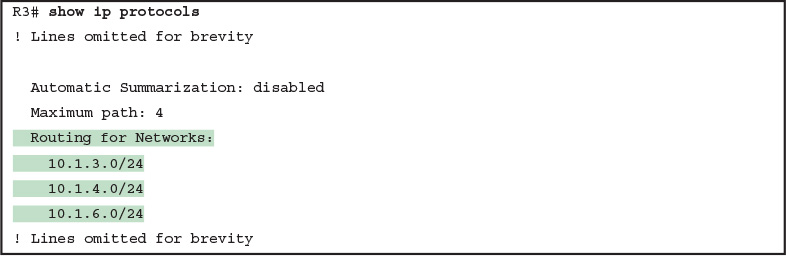 R3# show ip protocols
! Lines omitted for brevity
Automatic Summarization: disabled
Maximum path: 4
Routing for Networks:
10.1.3.0/24
10.1.4.0/24
10.1.6.0/24
! Lines omitted for brevity